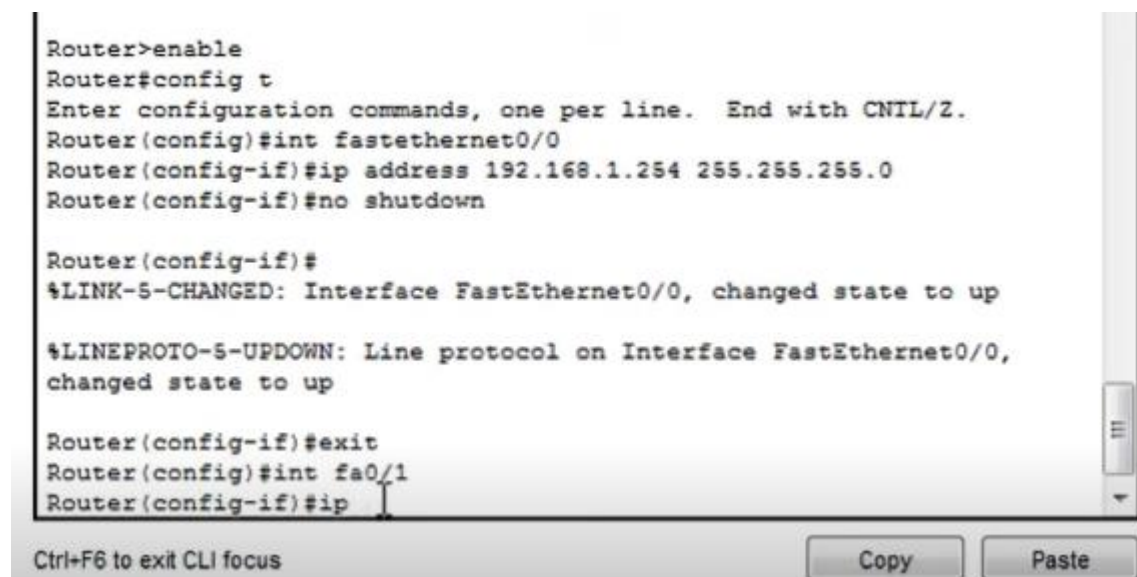 Router>enable
Router#config t
Enter configuration commands, one per line.  End with CNTL/Z.
Router(config)#int fastethernet0/0
Router(config-if)#ip address 192.168.1.254 255.255.255.0
Router(config-if)#no shutdown
Router(config-if)#
%LINK-5-CHANGED: Interface FastEthernet0/0, changed state to up
%LINEPROTO-5-UPDOWN: Line protocol on Interface FastEthernet0/0,
changed state to up
Router(config-if)#exit
Router(config)#int fa0/1
Router(config-if)#ip
Ctrl+F6 to exit CLI focus
Copy
Paste